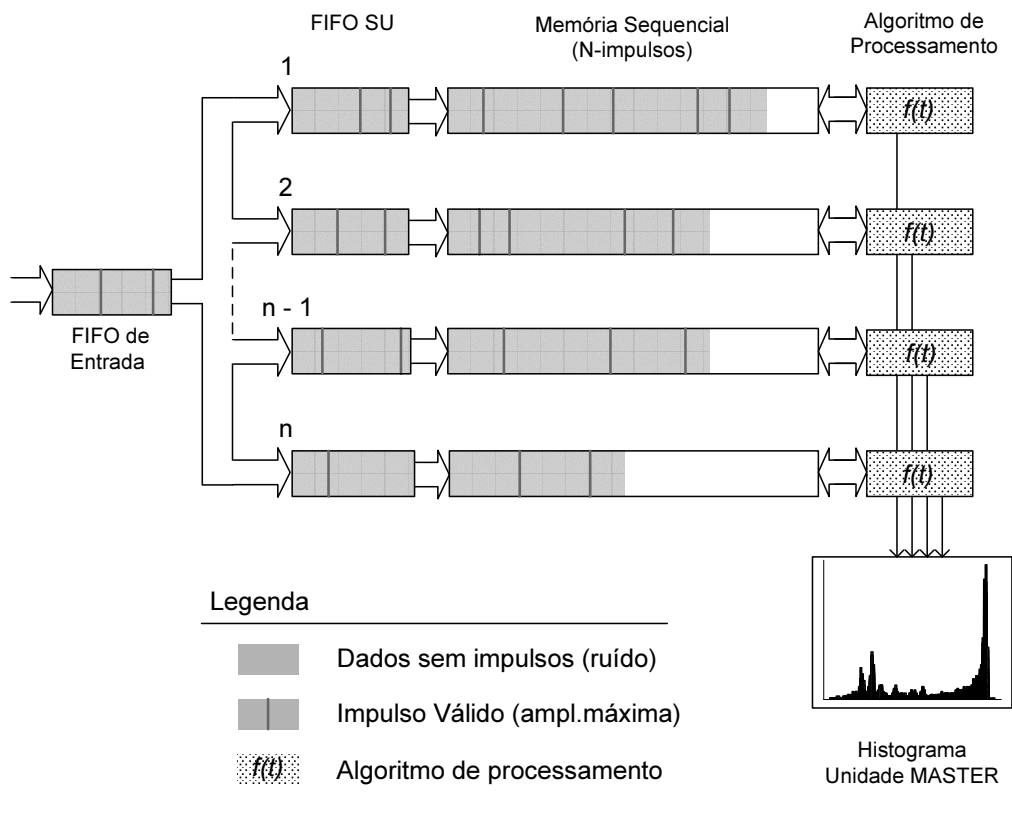 FIFO SU
Memória Sequencial
(N-impulsos)
Algoritmo de
Processamento
1
f(t)
2
f(t)
FIFO de
Entrada
n - 1
f(t)
n
f(t)
Legenda
Dados sem impulsos (ruído)
Impulso Válido (ampl.máxima)
f(t)
Algoritmo de processamento
Histograma
Unidade MASTER